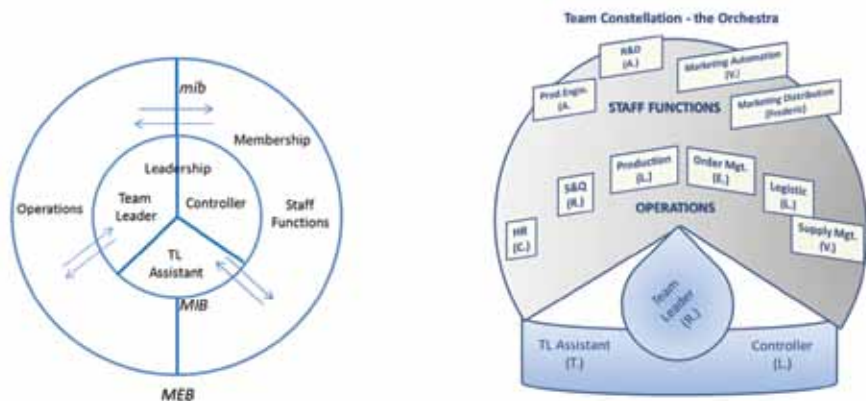 mib
Membership
Leadership
Operations
Team
Leader
Controller
Staff
Functions
TL
Assistant
MIB
MEB
Team Constellation - the Orchestra
R&D
(A.)
Marketing Automation
(V.)
Prod.Engin.
(A.
Marketing Distribution
(Frederic)
STAFF FUNCTIONS
Production
(L.)
Order Mgt.
(E.)
S&Q
(R.)
Logistic
(L.)
HR
(C.)
OPERATIONS
Supply Mgt.
(V.)
Team
Leader
(R.)
TL Assistant
(T.)
Controller
(L.)